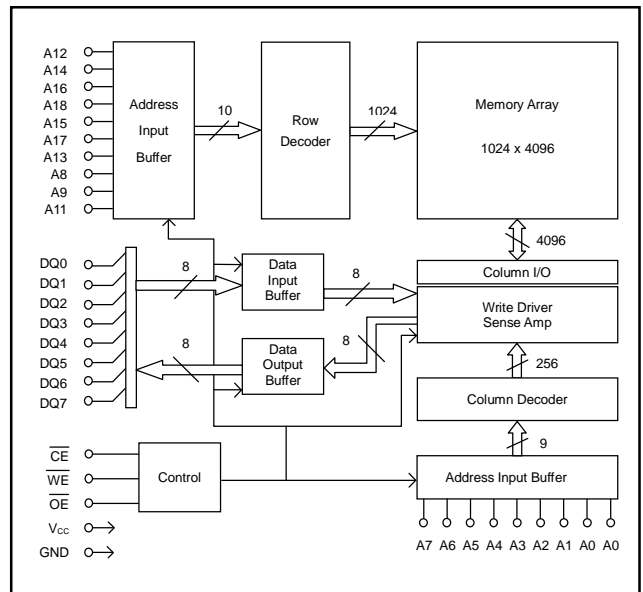 A12
A14
A16
A18
A15
A17
A13
A8
A9
A11
Address
Input
Buffer
10
Row
Decoder
1024
Memory Array
1024 x 4096
4096
DQ0
DQ1
DQ2
DQ3
DQ4
DQ5
DQ6
DQ7
8
Data
Input
Buffer
8
Column I/O
Write Driver
Sense Amp
8
Data
Output
Buffer
8
256
Column Decoder
9
Address Input Buffer
CE
WE
OE
Control
VCC
GND
A7 A6 A5 A4 A3 A2 A1 A0 A0